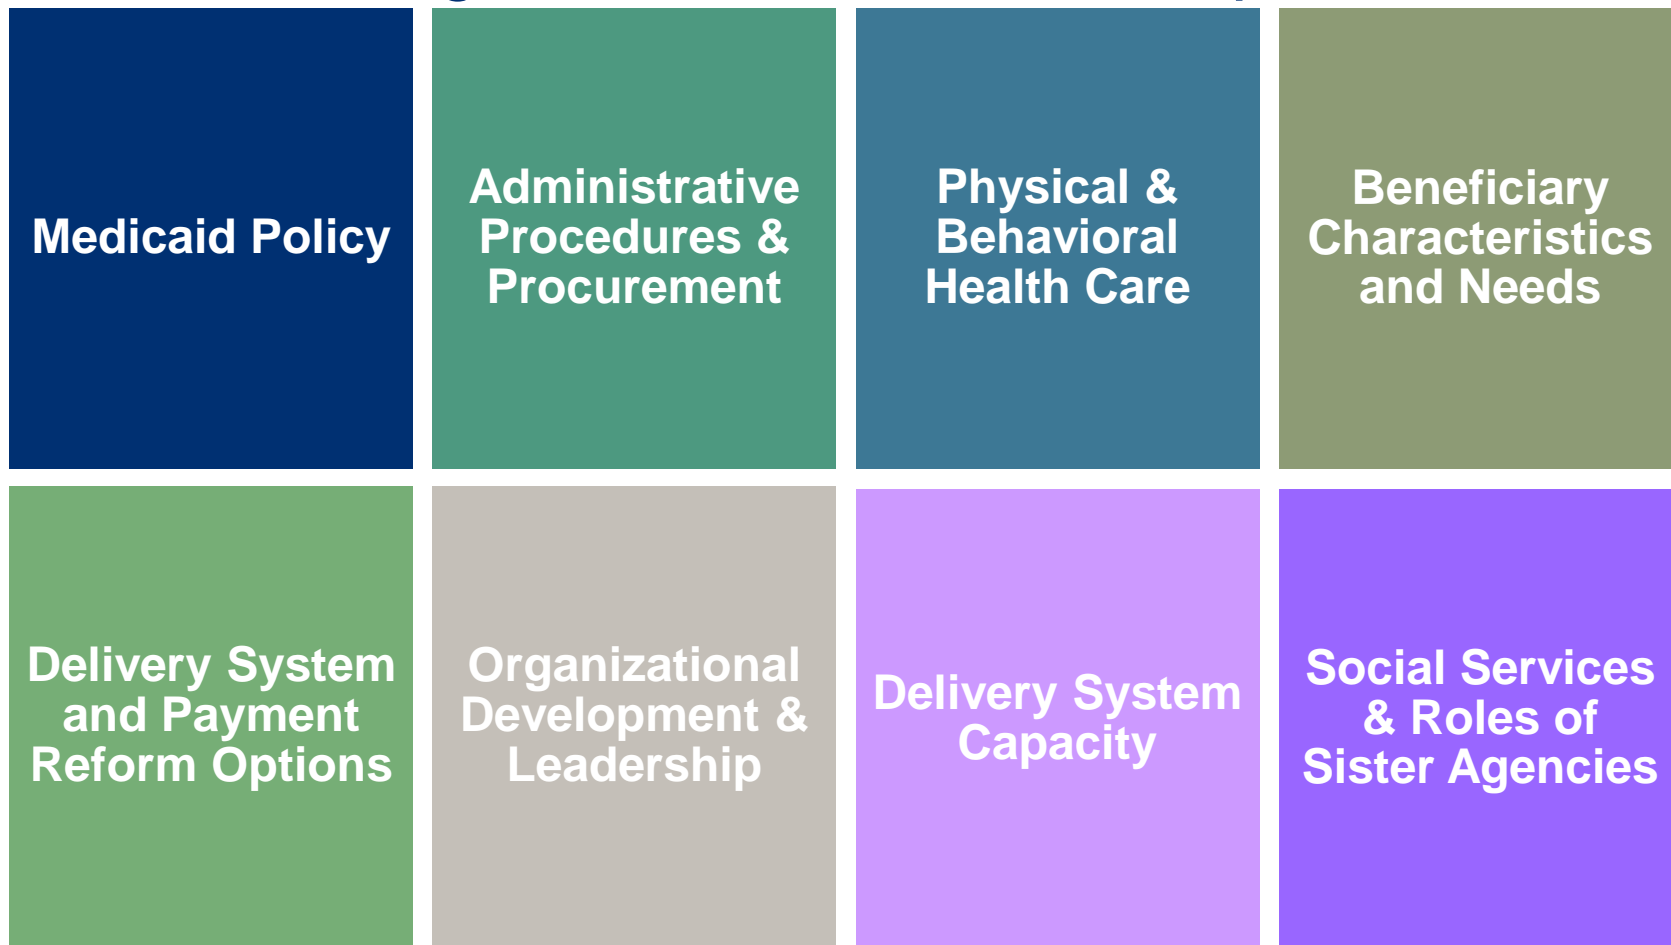 Medicaid Policy
Administrative
Procedures &
Procurement
Physical &
Behavioral
Health Care
Beneficiary
Characteristics
and Needs
Delivery System
and Payment
Reform Options
Organizational
Development &
Leadership
Delivery System
Capacity
Social Services
& Roles of
Sister Agencies